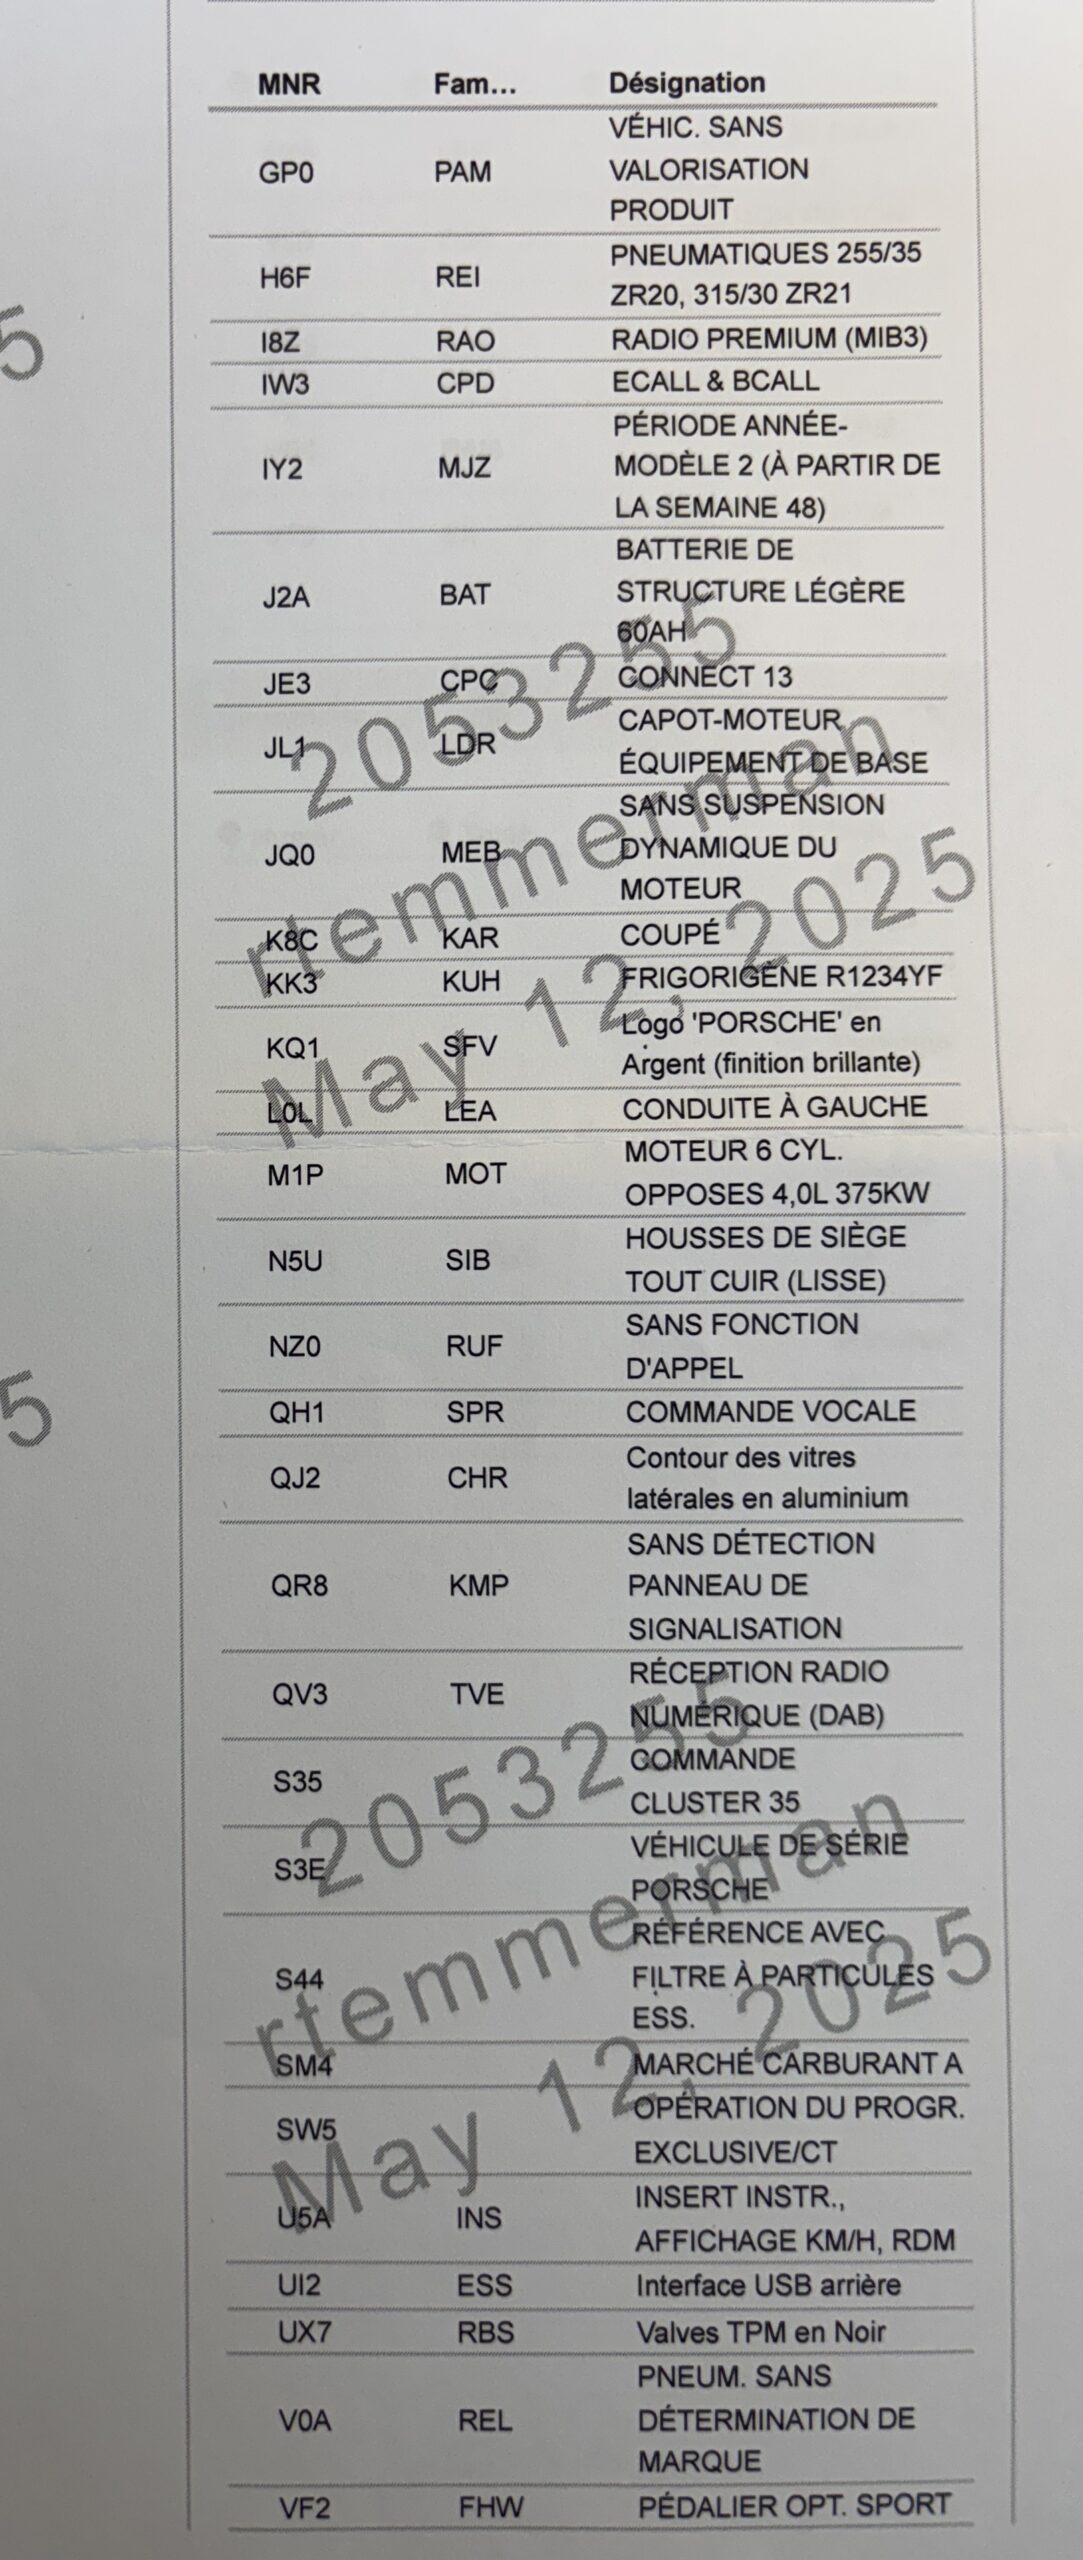 MNR Fam... Désignation
GP0 PAM VÉHIC. SANS
VALORISATION
PRODUIT
H6F REI PNEUMATIQUES 255/35
ZR20, 315/30 ZR21
I8Z RAO RADIO PREMIUM (MIB3)
IW3 CPD ECALL & BCALL
IY2 MJZ PÉRIODE ANNÉE-
MODÈLE 2 (À PARTIR DE
LA SEMAINE 48)
J2A BAT BATTERIE DE
STRUCTURE LÉGÈRE
60AH
JE3 CPC CONNECT 13
JL1 LDR CAPOT-MOTEUR
ÉQUIPEMENT DE BASE
JQ0 MEB SANS SUSPENSION
DYNAMIQUE DU
MOTEUR
K8C KAR COUPÉ
KK3 KUH FRIGORIGÈNE R1234YF
KQ1 SFV Logo 'PORSCHE' en
Argent (finition brillante)
L0L LEA CONDUITE À GAUCHE
M1P MOT MOTEUR 6 CYL.
OPPOSES 4,0L 375KW
N5U SIB HOUSSES DE SIÈGE
TOUT CUIR (LISSE)
NZ0 RUF SANS FONCTION
D'APPEL
QH1 SPR COMMANDE VOCALE
QJ2 CHR Contour des vitres
latérales en aluminium
QR8 KMP SANS DÉTECTION
PANNEAU DE
SIGNALISATION
QV3 TVE RÉCEPTION RADIO
NUMÉRIQUE (DAB)
S35 COMMANDE
CLUSTER 35
S3E VÉHICULE DE SÉRIE
PORSCHE
S44 RÉFÉRENCE AVEC
FILTRE À PARTICULES
ESS.
SM4 MARCHÉ CARBURANT A
SW5 OPÉRATION DU PROGR.
EXCLUSIVE/CT
U5A INS INSERT INSTR.,
AFFICHAGE KM/H, RDM
UI2 ESS Interface USB arrière
UX7 RBS Valves TPM en Noir
V0A REL PNEUM. SANS
DÉTERMINATION DE
MARQUE
VF2 FHW PÉDALIER OPT. SPORT
2053255
rtemmerman
May 12, 2025
2053255
rtemmerman
May 12, 2025
5
5